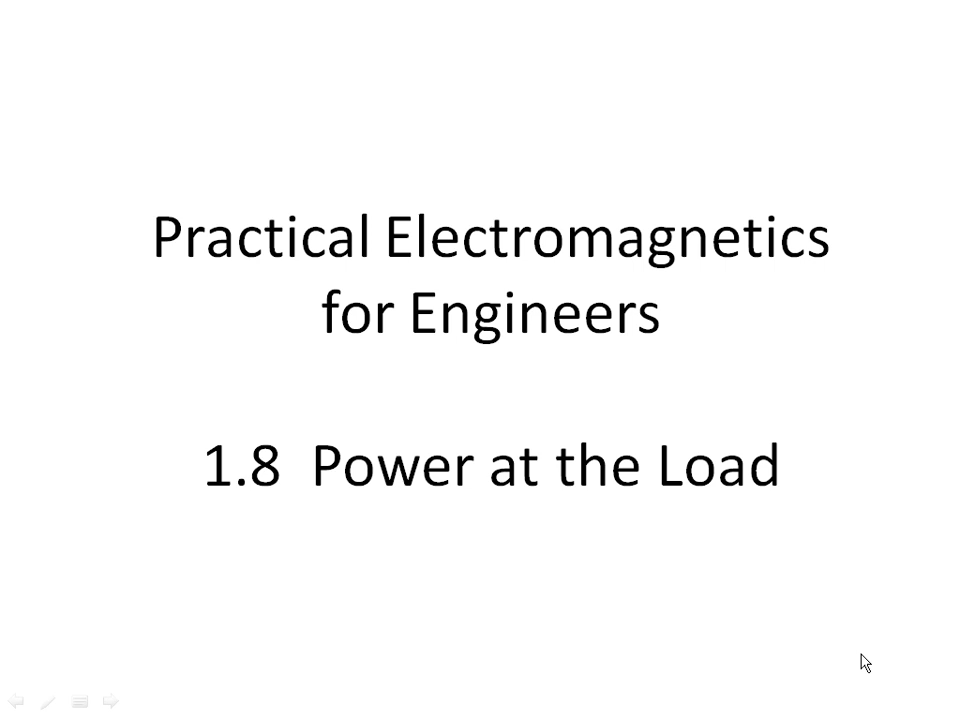 Practical Electromagnetics
for Engineers
1.8  Power at the Load